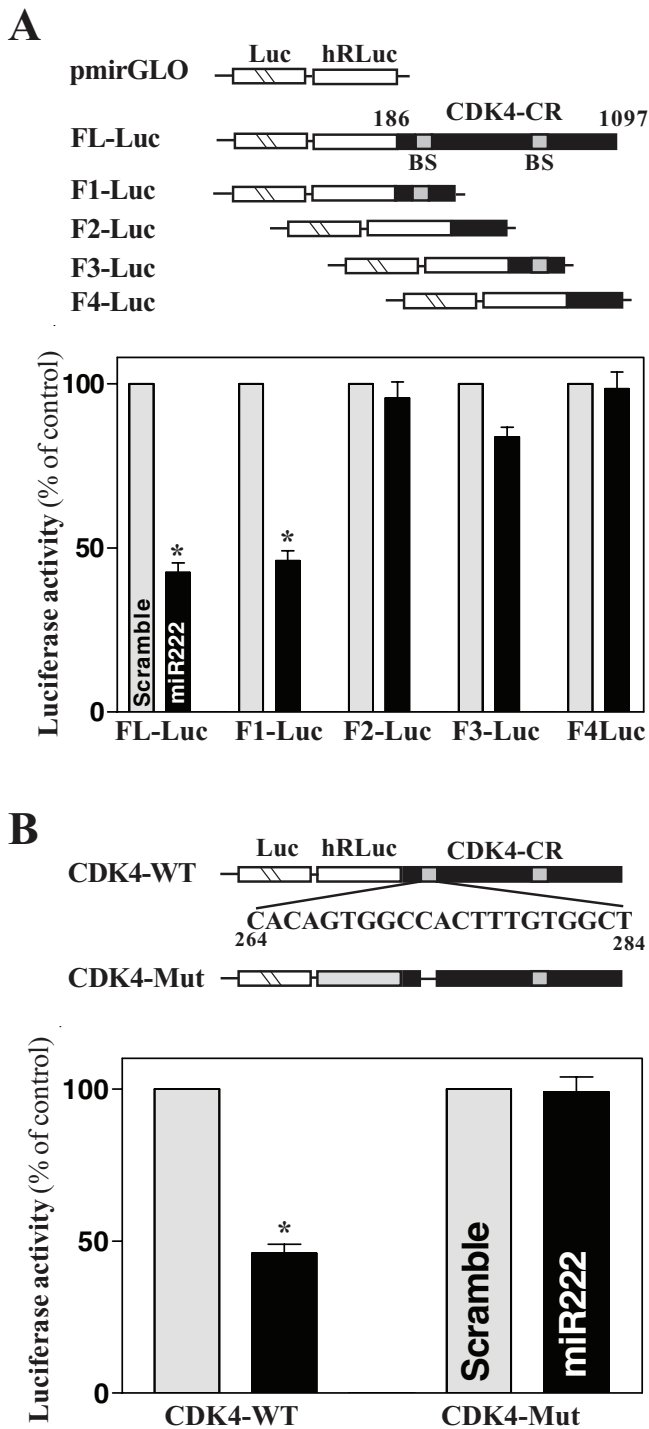 A
Luc hRLuc
pmirGLO
186 CDK4-CR 1097
FL-Luc
BS BS
F1-Luc
F2-Luc
F3-Luc
F4-Luc
Luciferase activity (% of control)
100
50
0
* *
Scramble
miR222
FL-Luc F1-Luc F2-Luc F3-Luc F4Luc
B
Luc hRLuc CDK4-CR
CDK4-WT
CACAGTGGCCACTTTGTGGCT
264 284
CDK4-Mut
Luciferase activity (% of control)
100
50
0
*
Scramble
miR222
CDK4-WT CDK4-Mut